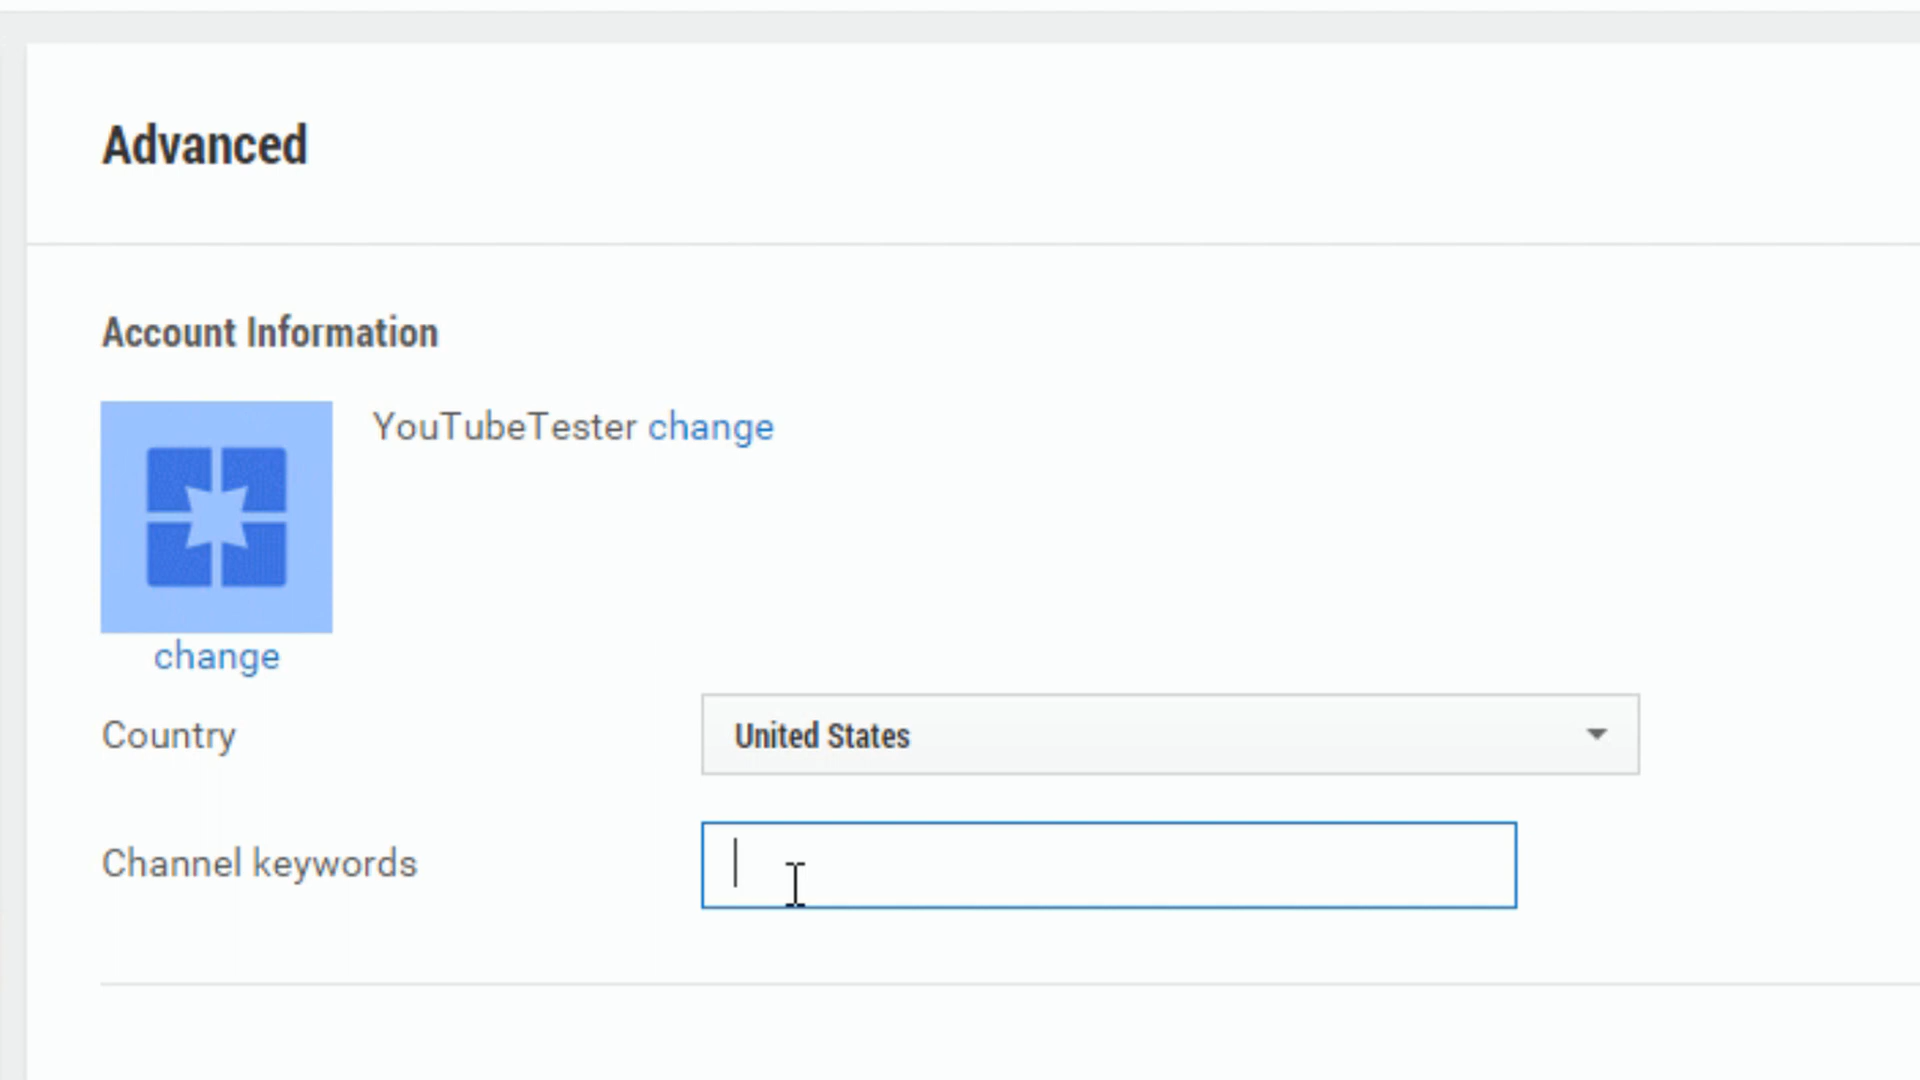 Advanced
Account Information
YouTubeTester change
change
Country
United States
Channel keywords